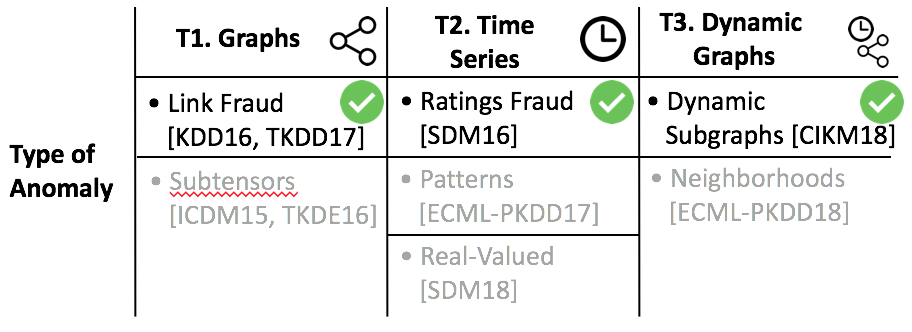 T1. Graphs
T2. Time
Series
T3. Dynamic
Graphs
Type of
Anomaly
• Link Fraud
[KDD16, TKDD17]
• Ratings Fraud
[SDM16]
• Dynamic
Subgraphs [CIKM18]
• Subtensors
[ICDM15, TKDE16]
• Patterns
[ECML-PKDD17]
• Neighborhoods
[ECML-PKDD18]
• Real-Valued
[SDM18]